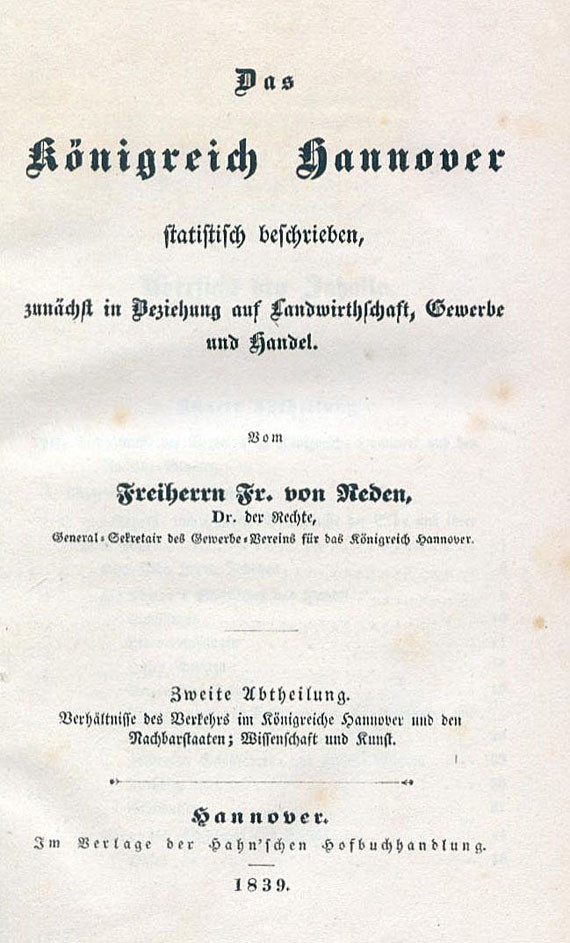 Das
Königreich Hannover
statistisch beschrieben,
zunächst in Beziehung auf Landwirthschaft, Gewerbe
und Handel.
Vom
Freiherrn Fr. von Reden,
Dr. der Rechte,
General-Sekretair des Gewerbe-Vereins für das Königreich Hannover.
Zweite Abtheilung.
Verhältnisse des Verkehrs im Königreiche Hannover und den
Nachbarstaaten; Wissenschaft und Kunst.
Hannover.
Im Verlage der Hahn'schen Hofbuchhandlung.
1839.